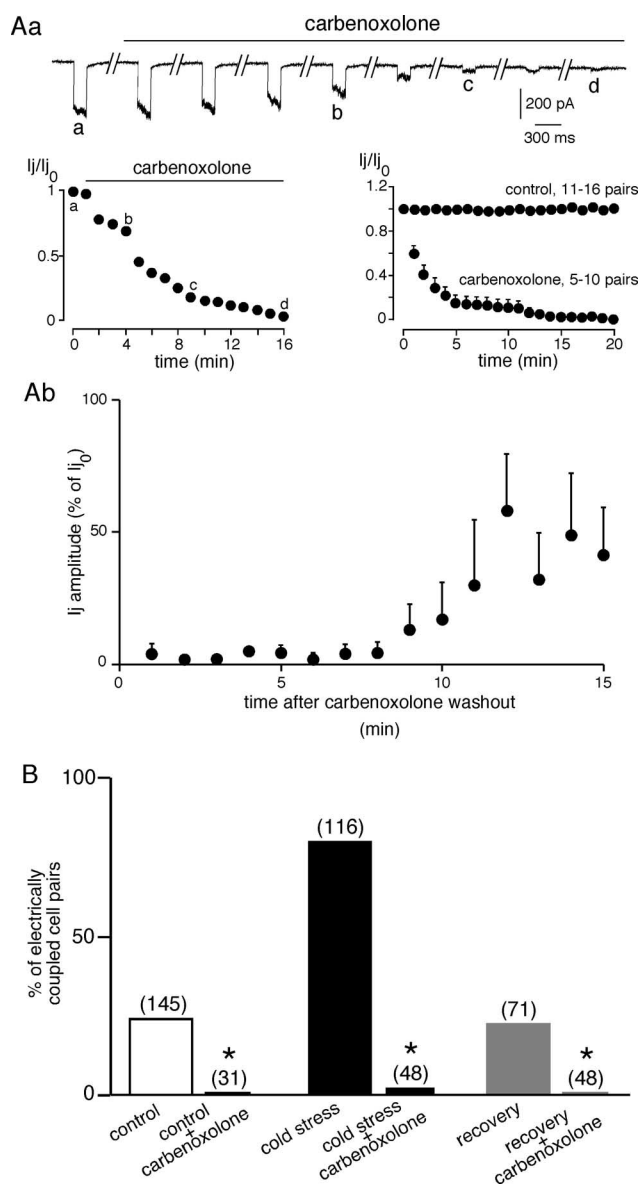 Aa
carbenoxolone
a
b
c
d
200 pA
300 ms
Ij/Ij0
carbenoxolone
1
0.5
0
a
b
c
d
0 4 8 12 16
time (min)
Ij/Ij0
1.2
0.8
0.4
0
control, 11-16 pairs
carbenoxolone, 5-10 pairs
0 5 10 15 20
time (min)
Ab
Ij amplitude (% of Ij0)
100
50
0
0 5 10 15
time after carbenoxolone washout
(min)
B
% of electrically
coupled cell pairs
100
50
0
(145)
*
(31)
(116)
*
(48)
(71)
*
(48)
control
control
+
carbenoxolone
cold stress
cold stress
+
carbenoxolone
recovery
recovery
+
carbenoxolone